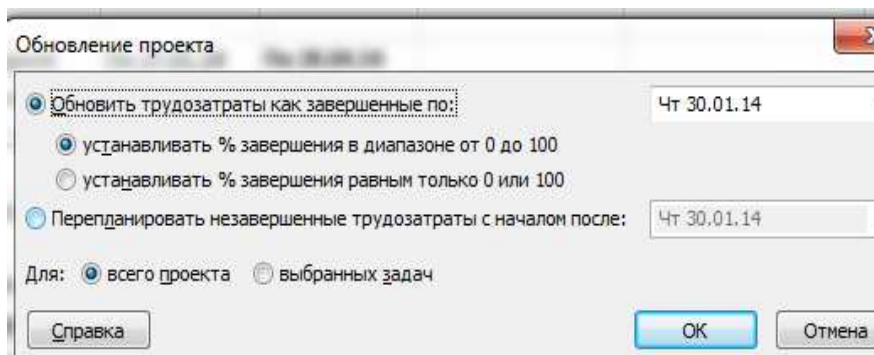 Обновление проекта
Обновить трудозатраты как завершенные по: Чт 30.01.14
устанавливать % завершения в диапазоне от 0 до 100
устанавливать % завершения равным только 0 или 100
Перепланировать незавершенные трудозатраты с началом после: Чт 30.01.14
Для: всего проекта выбранных задач
Справка ОК Отмена